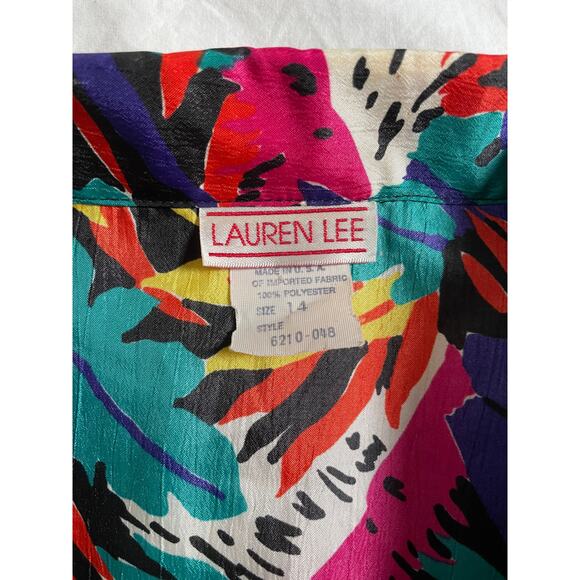 LAUREN LEE
MADE IN U.S.A.
OF IMPORTED FABRIC
100% POLYESTER
SIZE 14
STYLE
6210-048